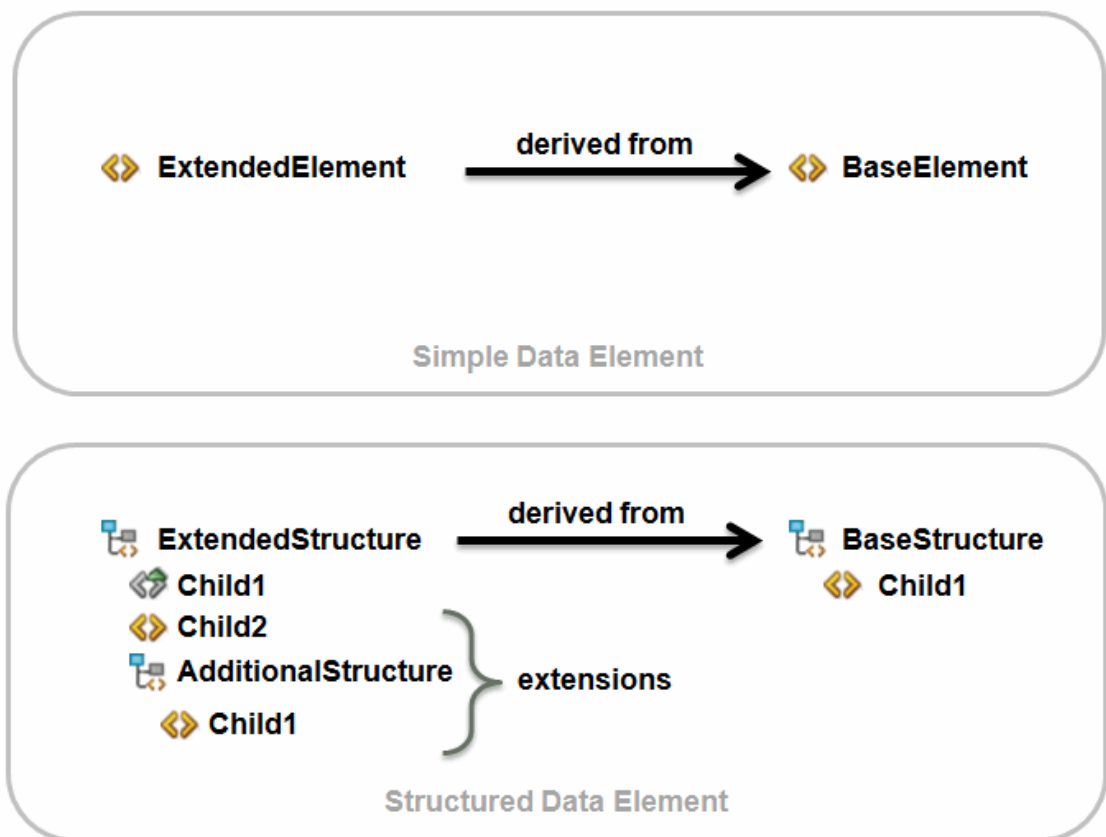 derived from
ExtendedElement
BaseElement
Simple Data Element
derived from
ExtendedStructure
BaseStructure
Child1
Child1
Child2
AdditionalStructure
extensions
Child1
Structured Data Element